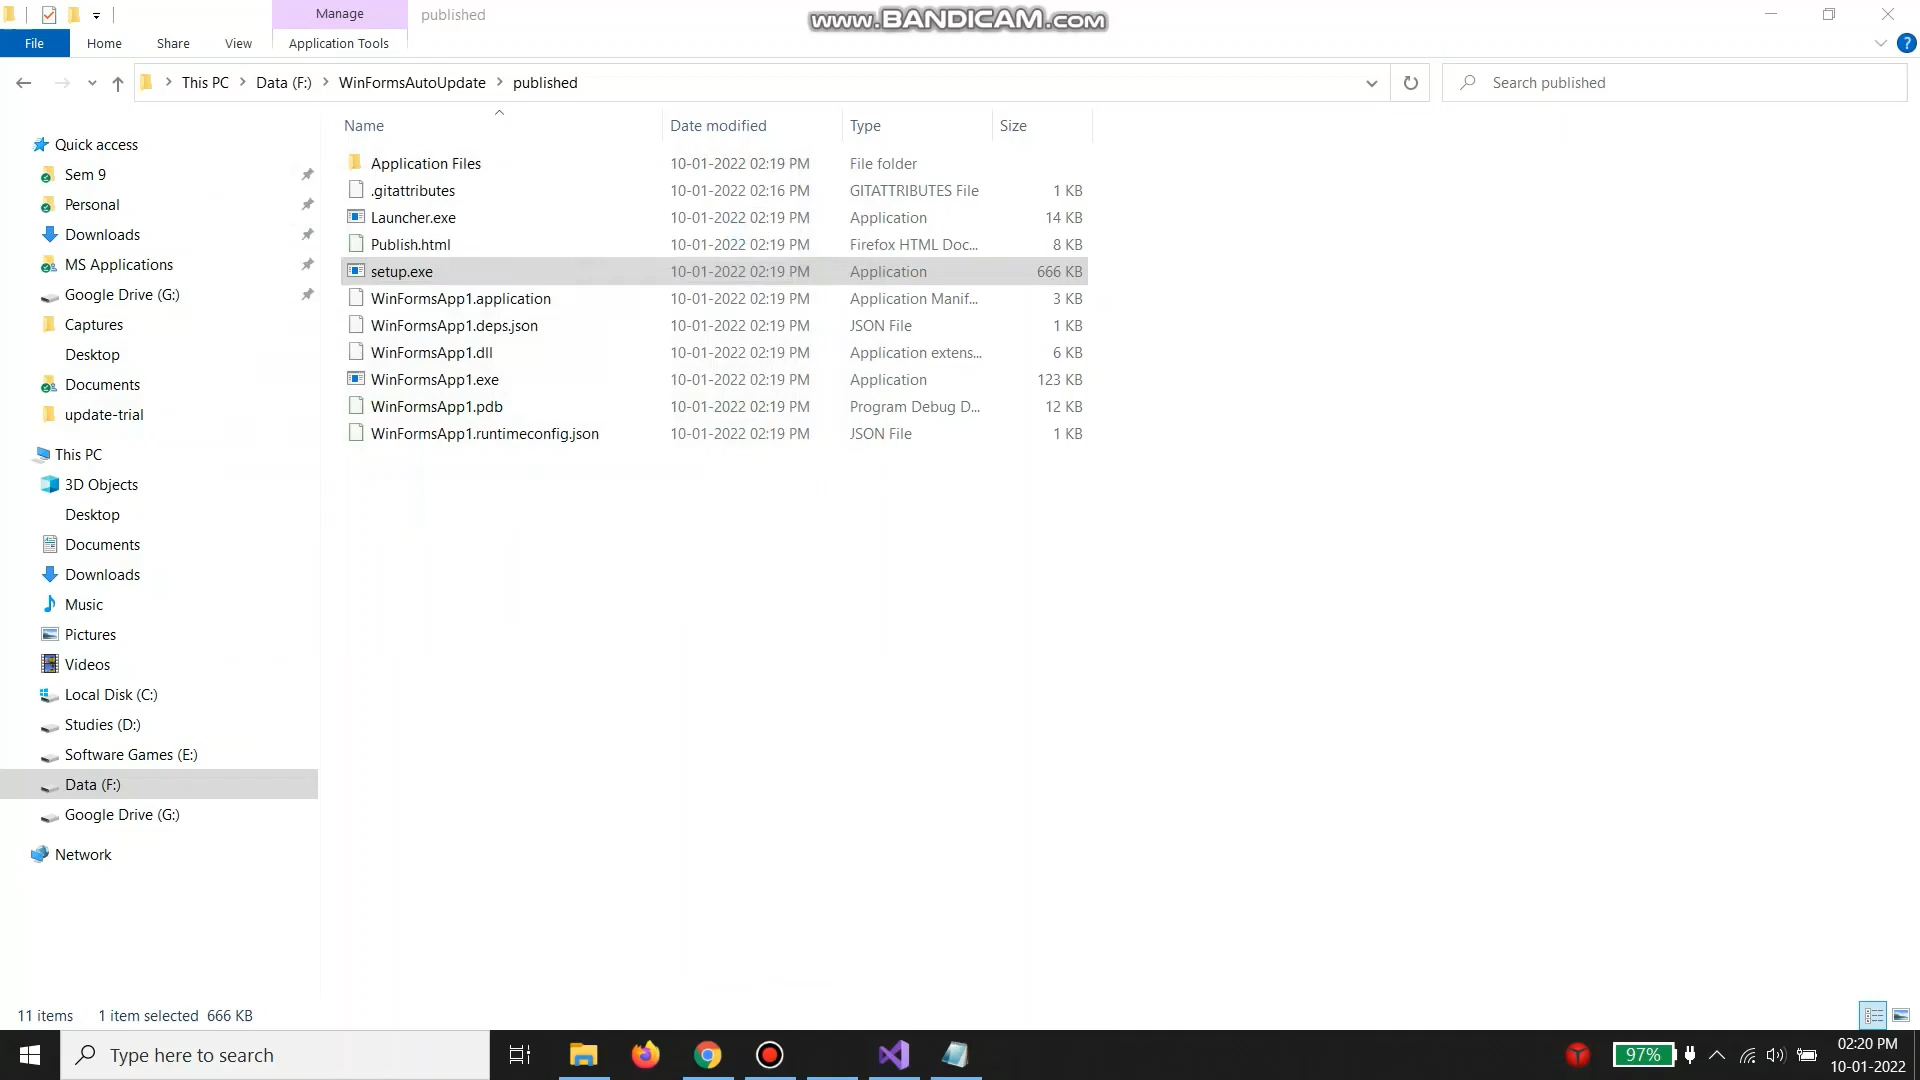 Manage
published
www.BANDICAM.com
File
Home
Share
View
Application Tools
?
This PC
Data (F:)
WinFormsAutoUpdate
published
Search published
Name
Date modified
Type
Size
Quick access
Sem 9
Personal
Downloads
MS Applications
Google Drive (G:)
Captures
Desktop
Documents
update-trial
This PC
3D Objects
Desktop
Documents
Downloads
Music
Pictures
Videos
Local Disk (C:)
Studies (D:)
Software Games (E:)
Data (F:)
Google Drive (G:)
Network
Application Files 10-01-2022 02:19 PM File folder
.gitattributes 10-01-2022 02:16 PM GITATTRIBUTES File 1 KB
Launcher.exe 10-01-2022 02:19 PM Application 14 KB
Publish.html 10-01-2022 02:19 PM Firefox HTML Doc... 8 KB
setup.exe 10-01-2022 02:19 PM Application 666 KB
WinFormsApp1.application 10-01-2022 02:19 PM Application Manif... 3 KB
WinFormsApp1.deps.json 10-01-2022 02:19 PM JSON File 1 KB
WinFormsApp1.dll 10-01-2022 02:19 PM Application extens... 6 KB
WinFormsApp1.exe 10-01-2022 02:19 PM Application 123 KB
WinFormsApp1.pdb 10-01-2022 02:19 PM Program Debug D... 12 KB
WinFormsApp1.runtimeconfig.json 10-01-2022 02:19 PM JSON File 1 KB
11 items 1 item selected 666 KB
Type here to search
97%
02:20 PM
10-01-2022